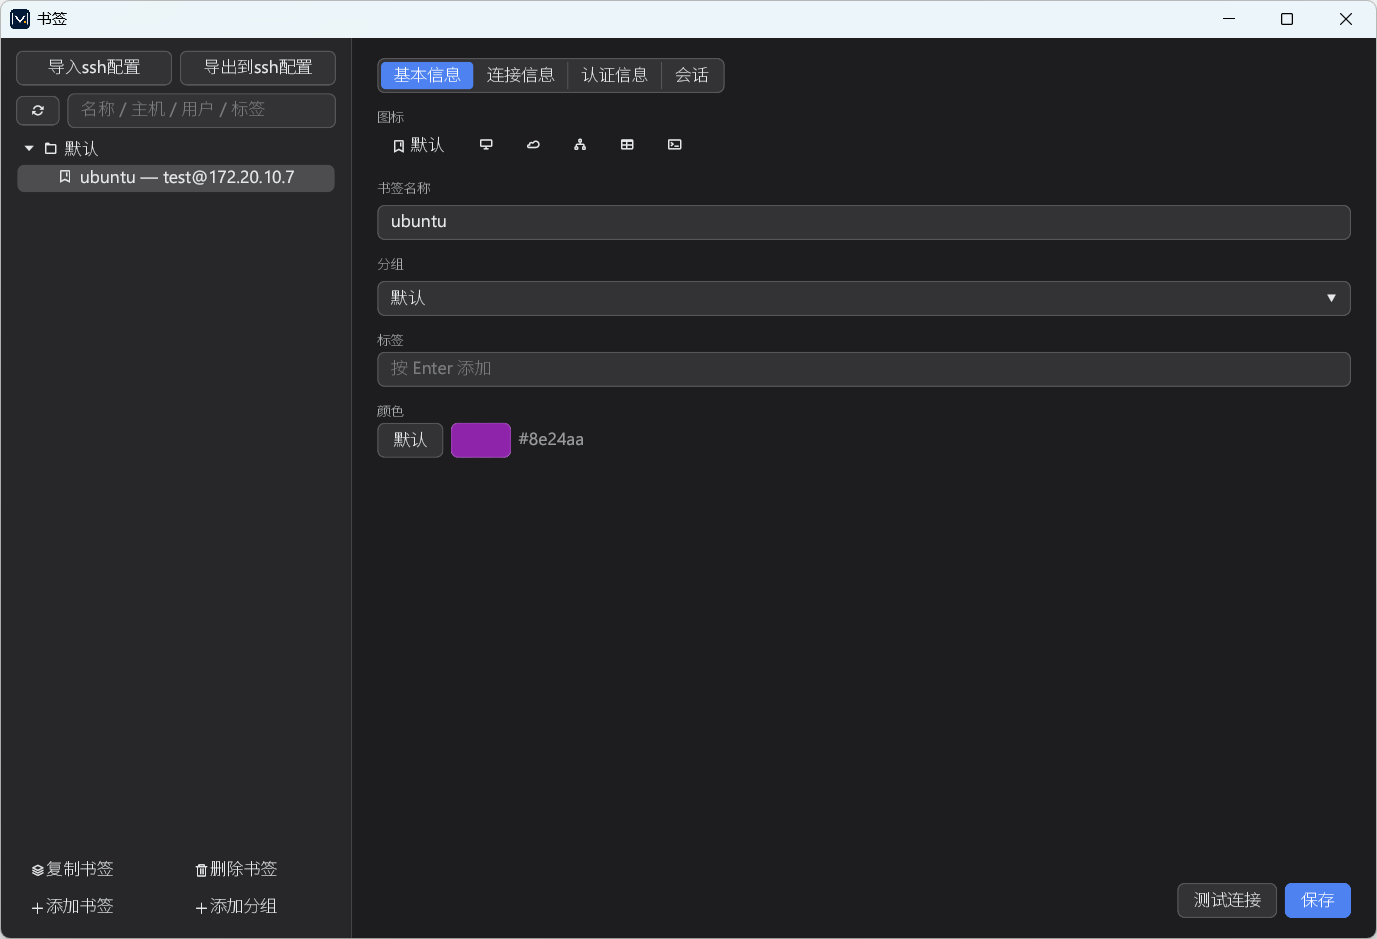 书签
导入ssh配置
导出到ssh配置
名称 / 主机 / 用户 / 标签
默认
ubuntu — test@172.20.10.7
复制书签
删除书签
+添加书签
+添加分组
基本信息
连接信息
认证信息
会话
图标
默认
书签名称
ubuntu
分组
默认
标签
按 Enter 添加
颜色
默认
#8e24aa
测试连接
保存